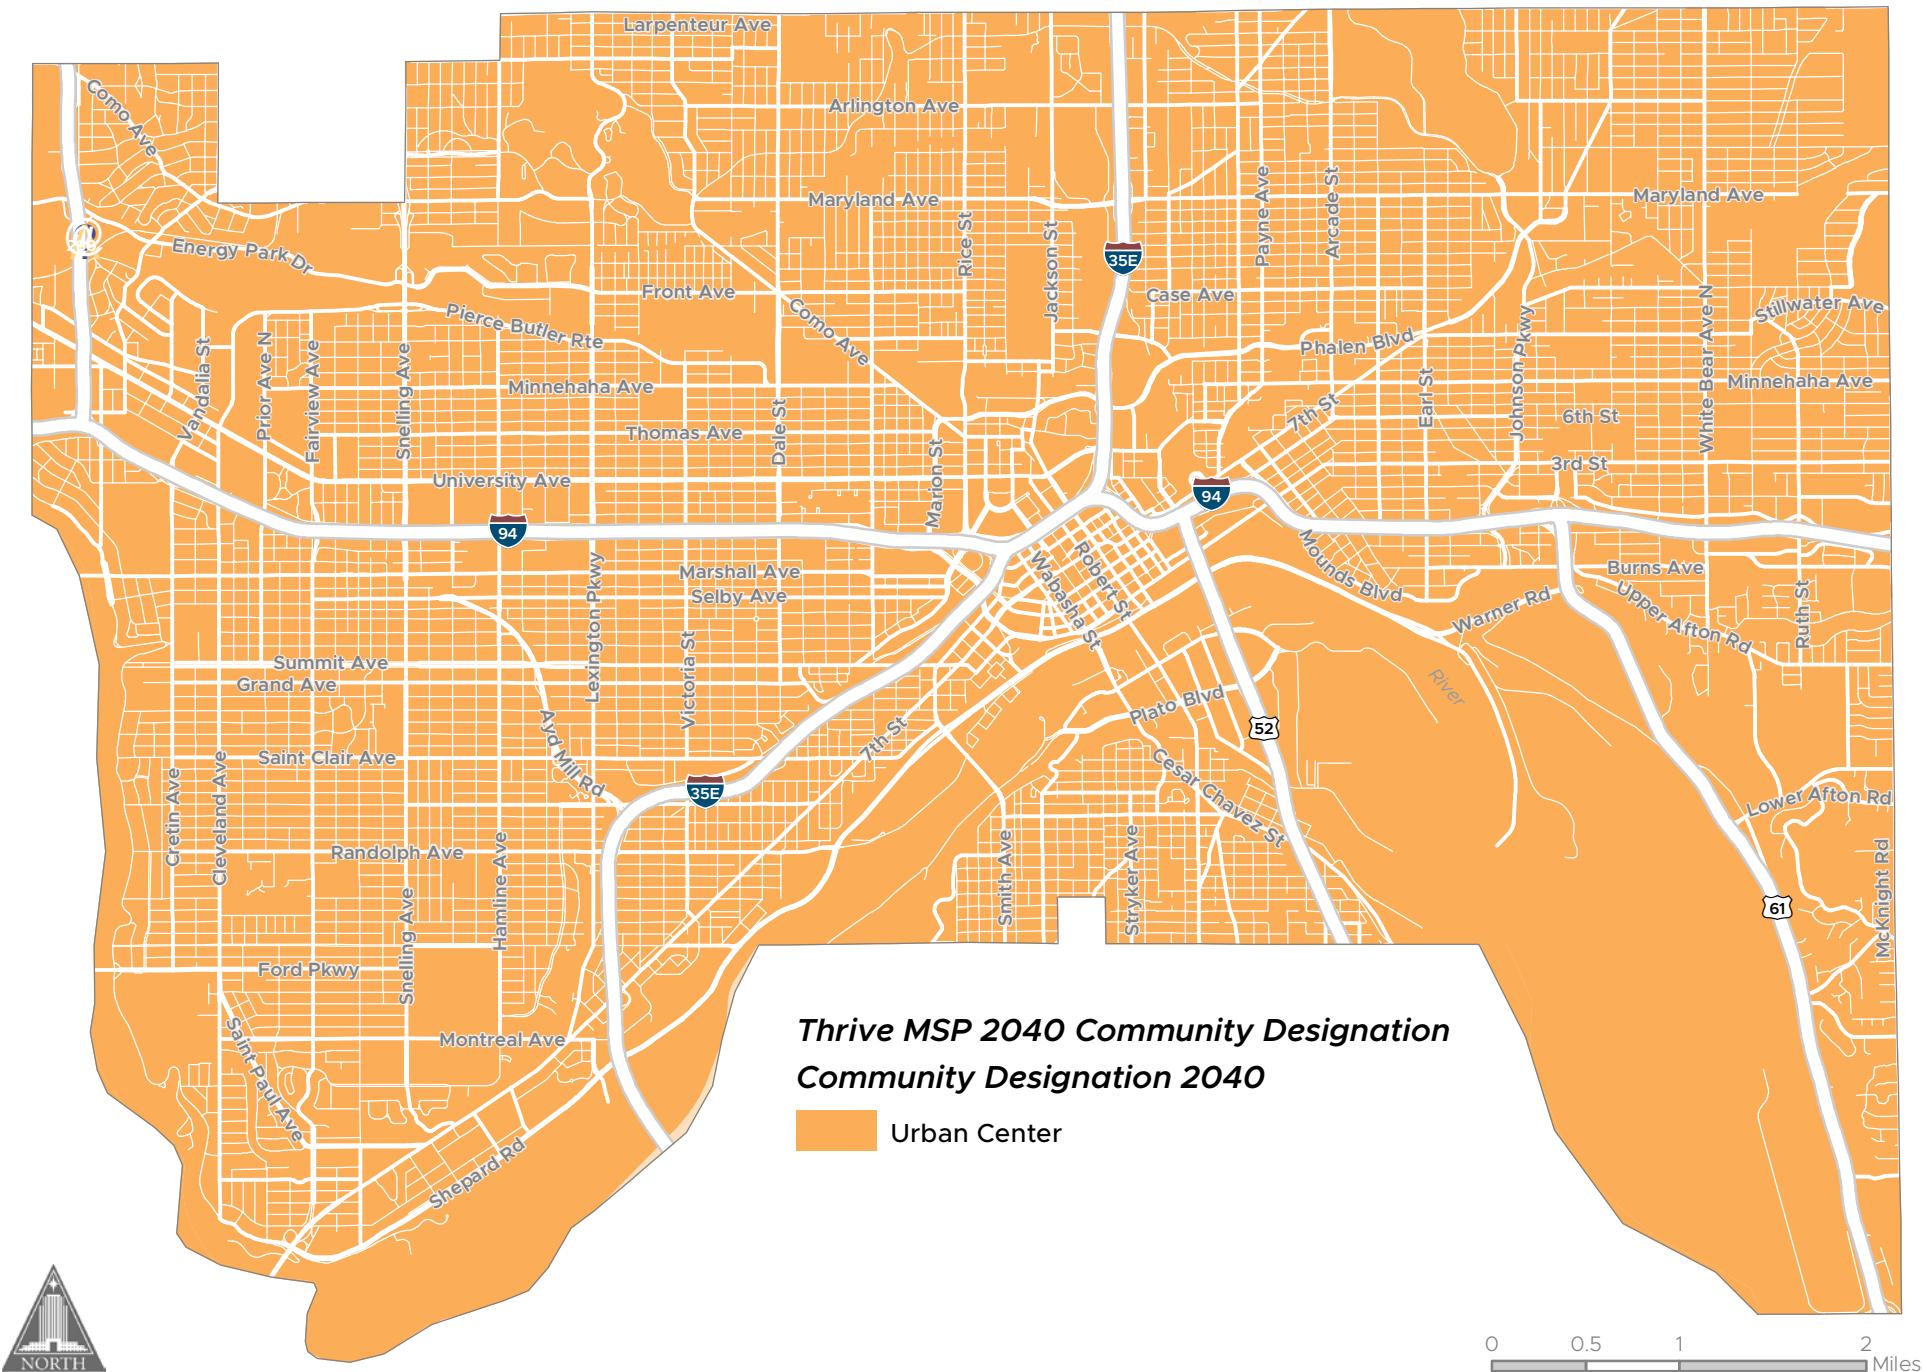 Larpenteur Ave
Como Ave
Arlington Ave
Maryland Ave
Maryland Ave
Payne Ave
Arcade St
Rice St
Jackson St
Energy Park Dr
35E
Front Ave
Case Ave
Como Ave
Pierce Butler Rte
Stillwater Ave
Phalen Blvd
Johnson Pkwy
White Bear Ave N
Vandalia St
Prior Ave N
Fairview Ave
Snelling Ave
Minnehaha Ave
Minnehaha Ave
Earl St
Dale St
7th St
6th St
Thomas Ave
Marion St
3rd St
University Ave
94
94
Lexington Pkwy
Marshall Ave
Selby Ave
Robert St
Wabasha St
Mounds Blvd
Burns Ave
Warner Rd
Upper Afton Rd
Ruth St
Summit Ave
Grand Ave
Victoria St
River
Plato Blvd
52
7th St
Ayd Mill Rd
Saint Clair Ave
Cretin Ave
Cleveland Ave
35E
Cesar Chavez St
Lower Afton Rd
Randolph Ave
Hamline Ave
Smith Ave
Stryker Ave
McKnight Rd
61
Snelling Ave
Ford Pkwy
Saint Paul Ave
Montreal Ave
Shepard Rd
Thrive MSP 2040 Community Designation
Community Designation 2040
Urban Center
NORTH
0 0.5 1 2
Miles